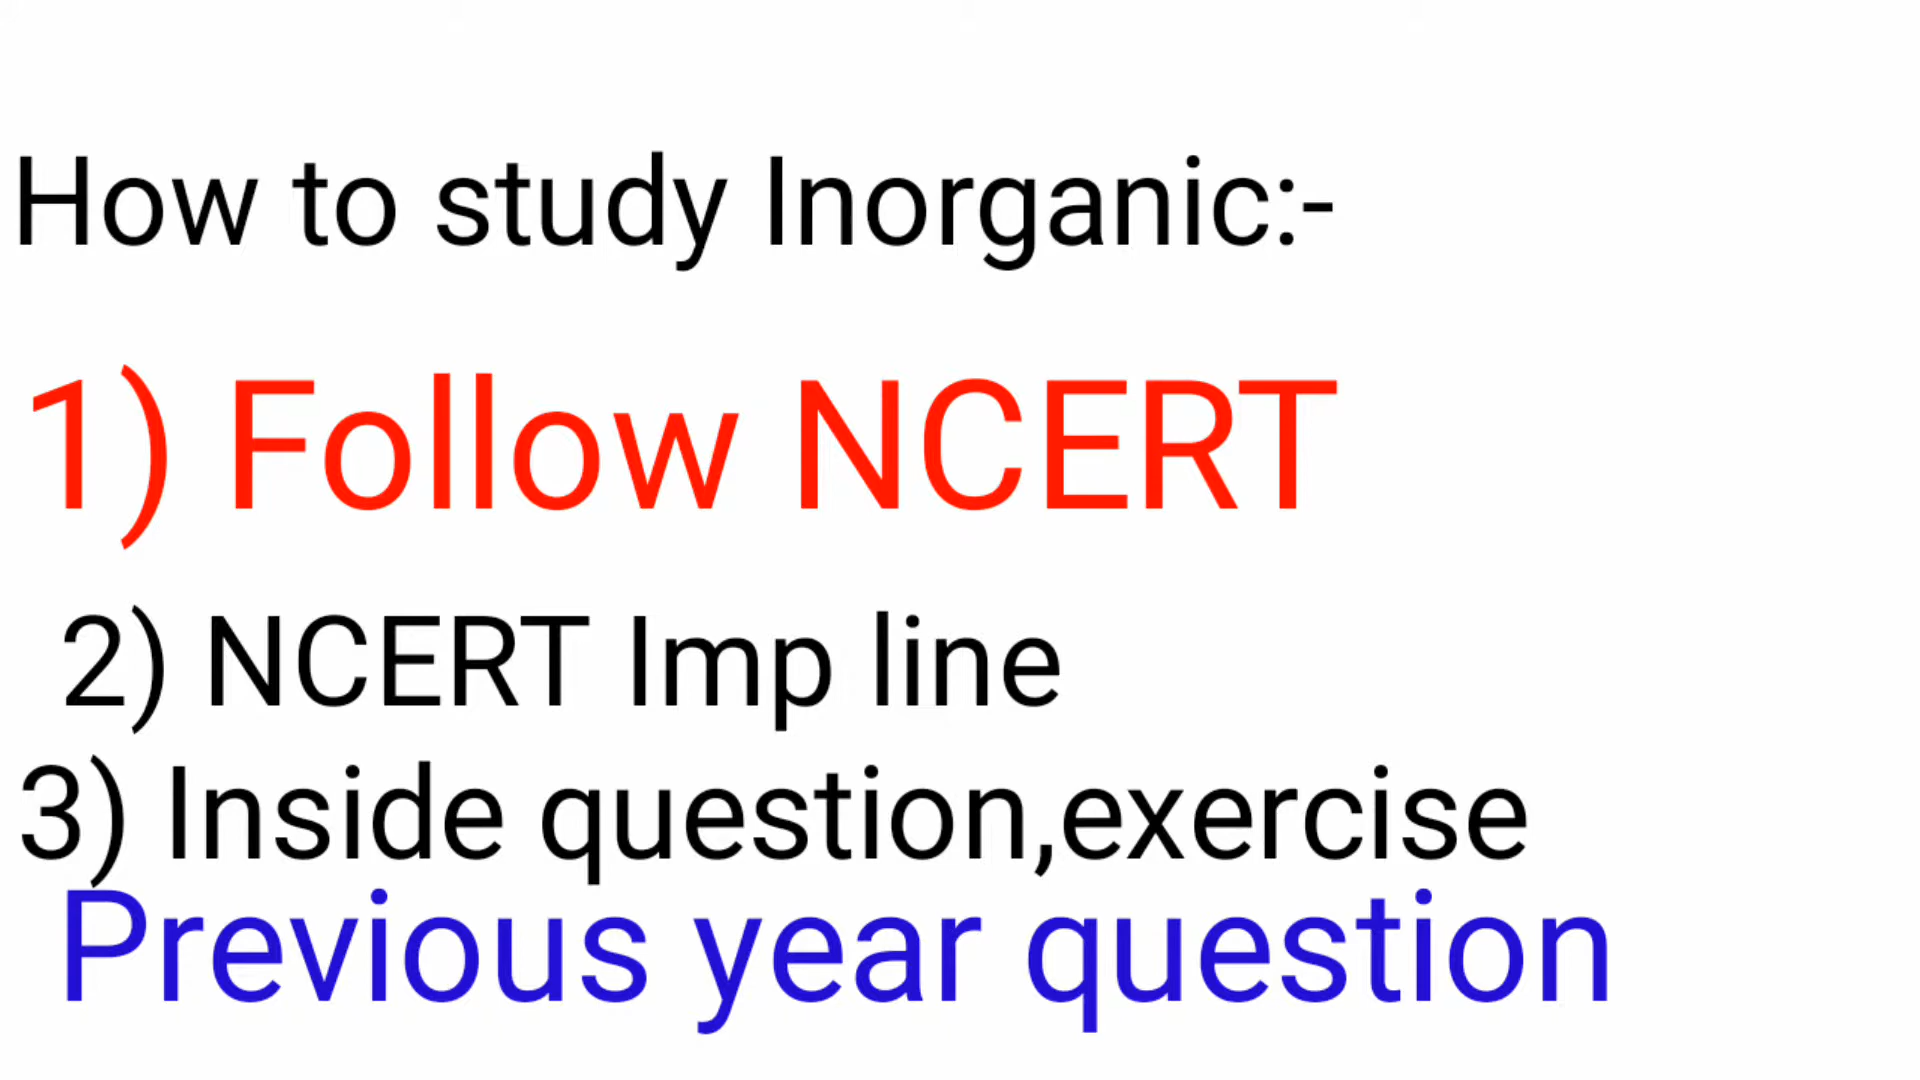 How to study Inorganic:-
1) Follow NCERT
2) NCERT Imp line
3) Inside question,exercise
Previous year question